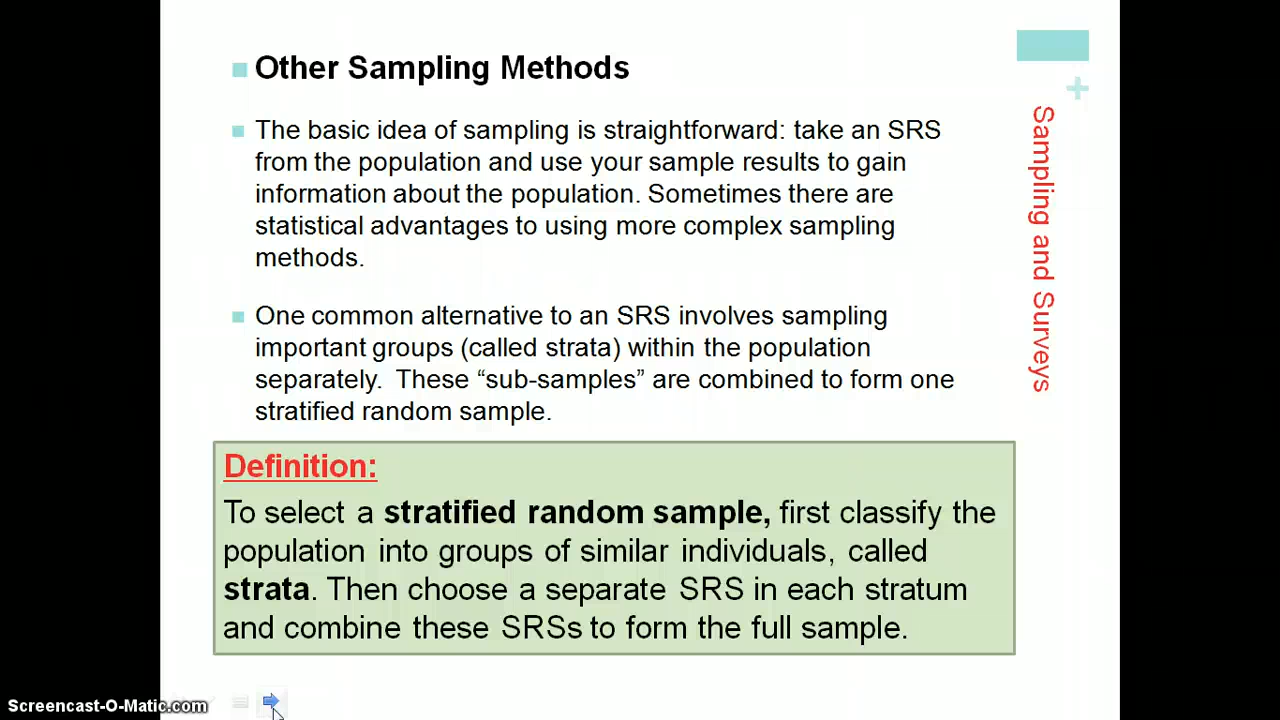 Other Sampling Methods
The basic idea of sampling is straightforward: take an SRS
from the population and use your sample results to gain
information about the population. Sometimes there are
statistical advantages to using more complex sampling
methods.
One common alternative to an SRS involves sampling
important groups (called strata) within the population
separately.  These “sub-samples” are combined to form one
stratified random sample.
Definition:
To select a stratified random sample, first classify the
population into groups of similar individuals, called
strata. Then choose a separate SRS in each stratum
and combine these SRSs to form the full sample.
+
Sampling and Surveys
Screencast-O-Matic.com